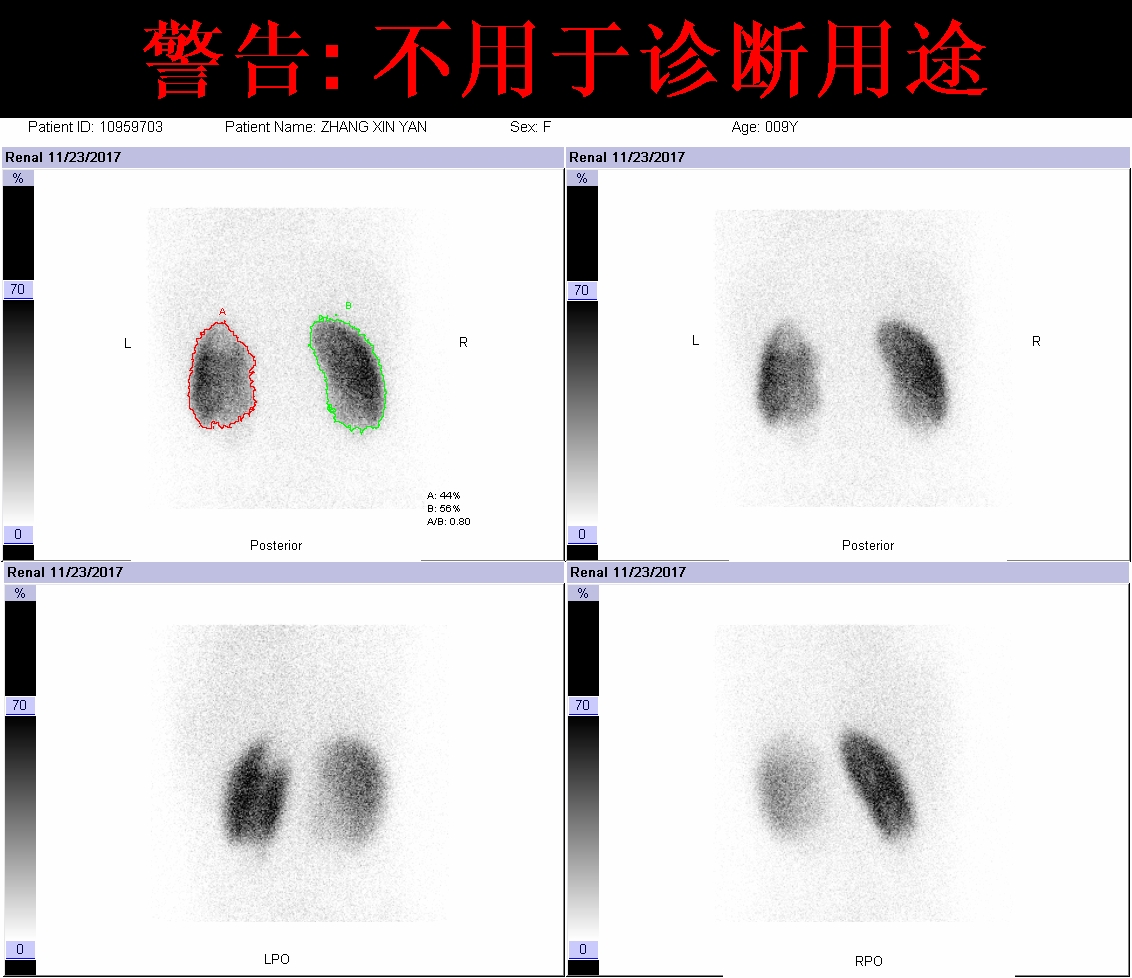 警告: 不用于诊断用途
Patient ID: 10959703 Patient Name: ZHANG XIN YAN Sex: F Age: 009Y
Renal 11/23/2017
%
70
0
A
B
L
R
A: 44%
B: 56%
A/B: 0.80
Posterior
Renal 11/23/2017
%
70
0
L
R
Posterior
Renal 11/23/2017
%
70
0
LPO
Renal 11/23/2017
%
70
0
RPO